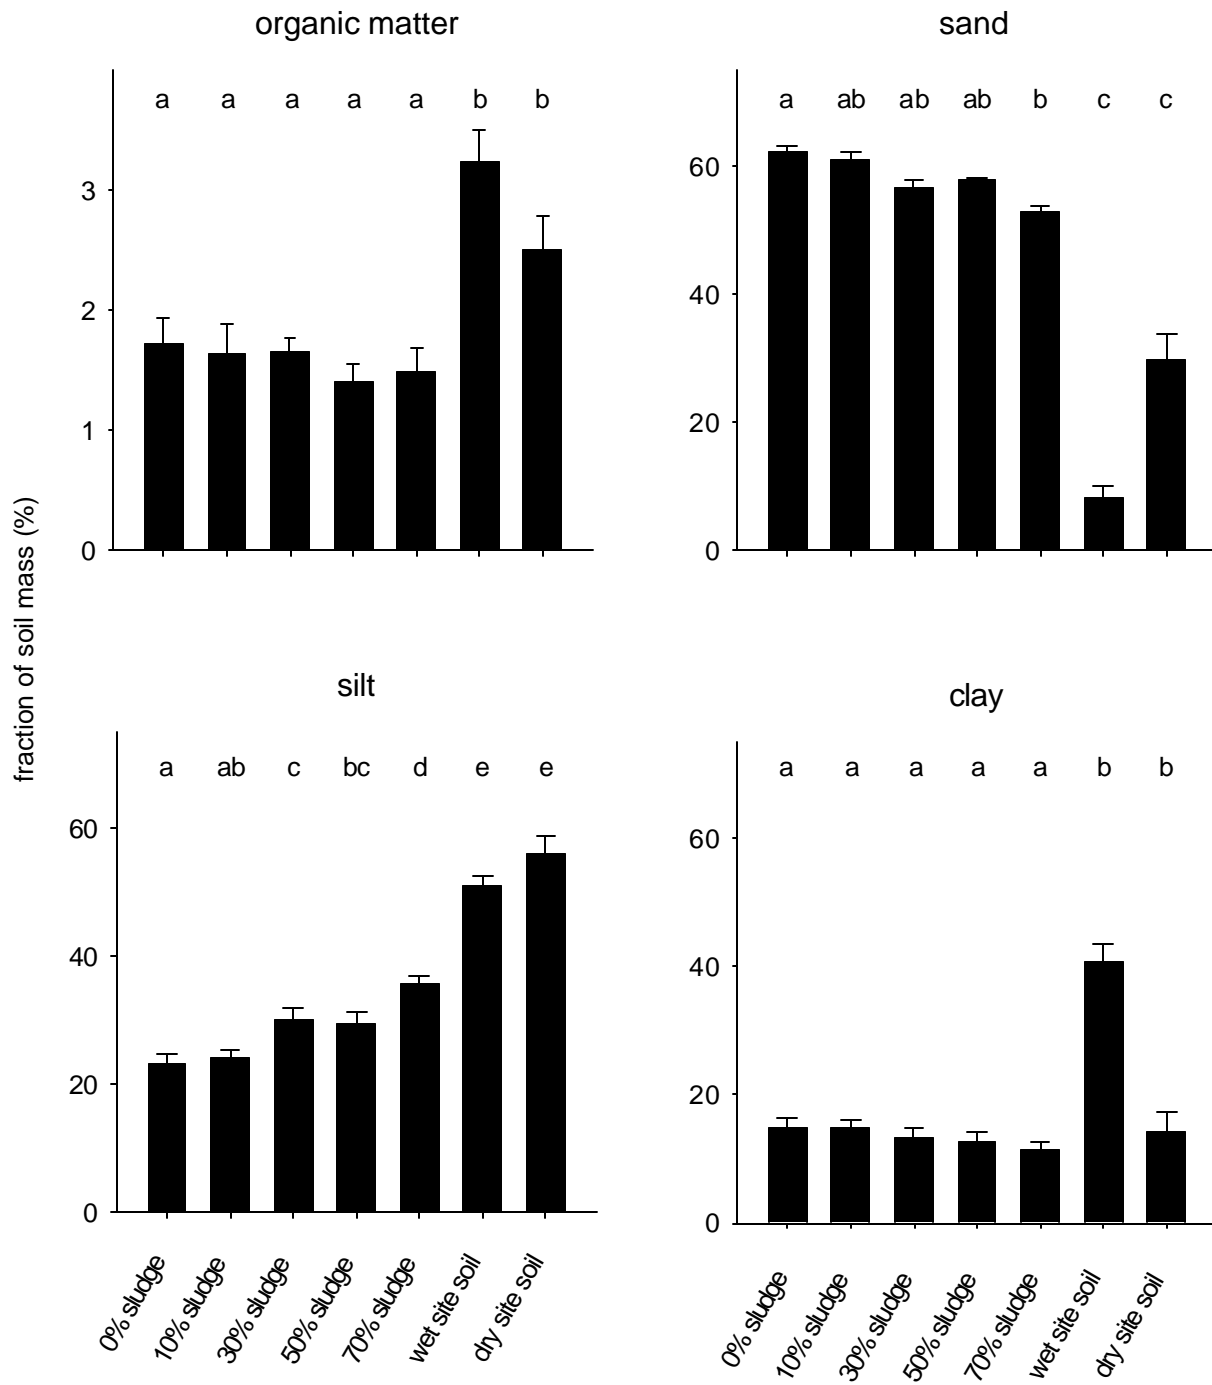 organic matter
a a a a a b b
3
2
1
0
sand
a ab ab ab b c c
60
40
20
0
fraction of soil mass (%)
silt
a ab c bc d e e
60
40
20
0
0% sludge
10% sludge
30% sludge
50% sludge
70% sludge
wet site soil
dry site soil
clay
a a a a a b b
60
40
20
0
0% sludge
10% sludge
30% sludge
50% sludge
70% sludge
wet site soil
dry site soil